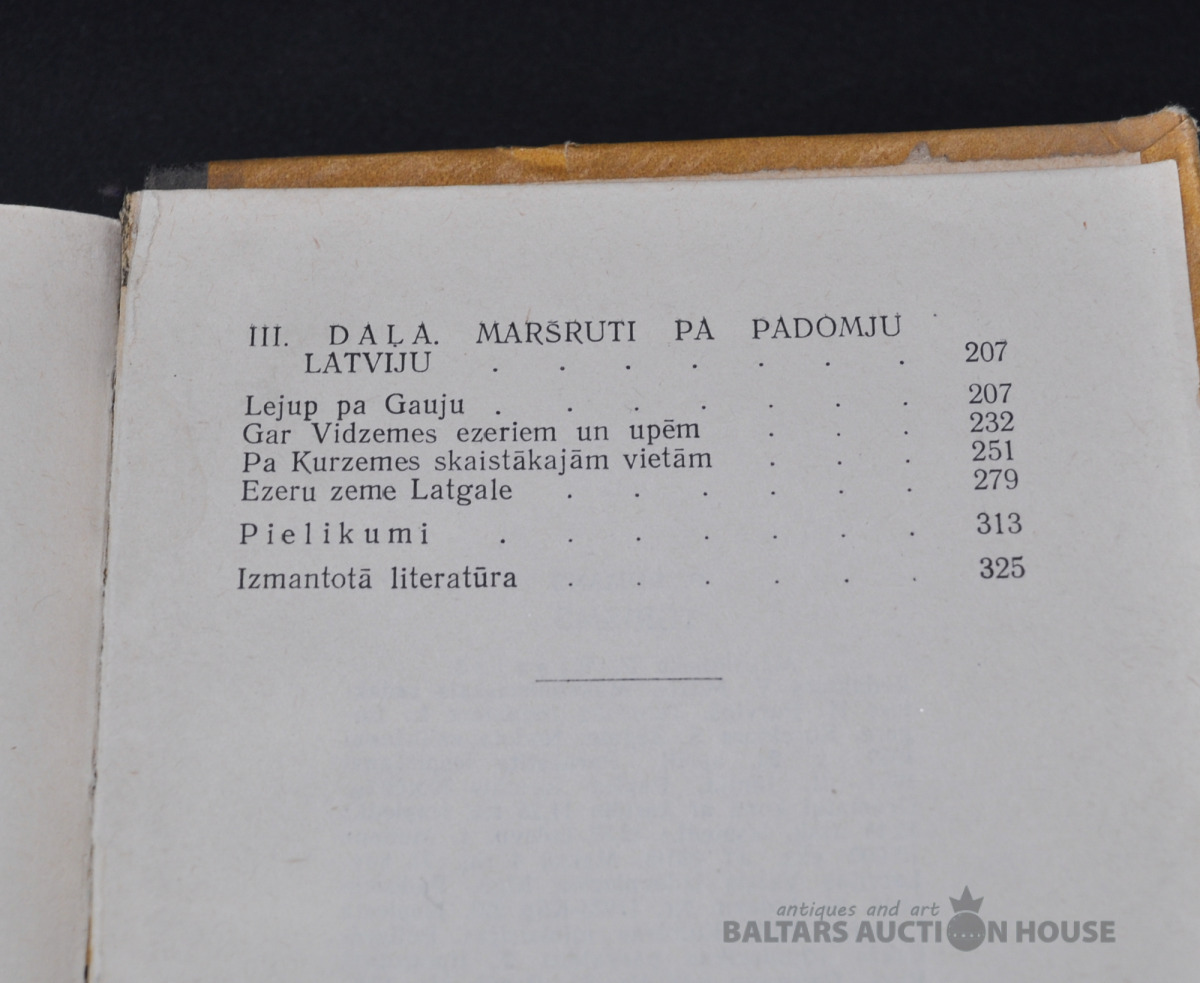 III. DAĻA. MARŠRUTI PA PADOMJU
LATVIJU . . . . . . . 207
Lejup pa Gauju . . . . . . . 207
Gar Vidzemes ezeriem un upēm . . . 232
Pa Kurzemes skaistākajām vietām . . . 251
Ezeru zeme Latgale . . . . . . 279
Pielikumi . . . . . . . 313
Izmantotā literatūra . . . . . . 325
antiques and art
BALTARS AUCTION HOUSE